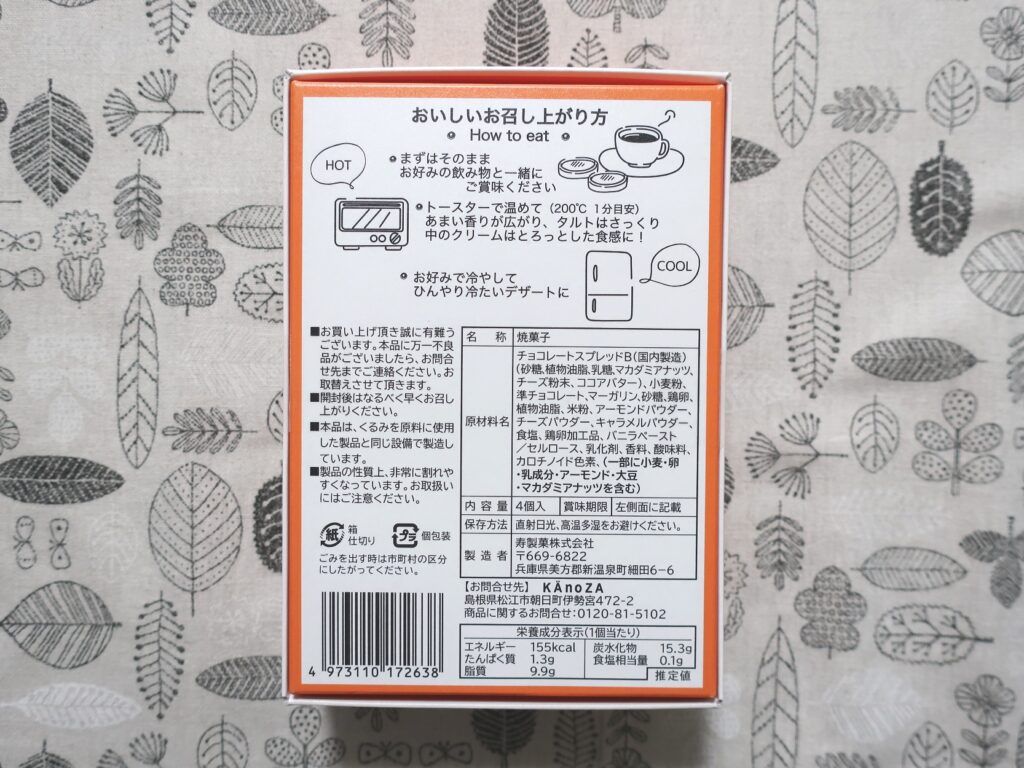 おいしいお召し上がり方
How to eat
HOT
まずはそのまま
お好みの飲み物と一緒に
ご賞味ください
トースターで温めて（200℃ 1分目安）
あまい香りが広がり、タルトはさっくり
中のクリームはとろっとした食感に！
COOL
お好みで冷やして
ひんやり冷たいデザートに
■お買い上げ頂き誠に有難う
ございます。本品に万一不良
品がございましたら、お問合
せ先までご連絡ください。お
取替えさせて頂きます。
■開封後はなるべく早くお召し
上がりください。
■本品は、くるみを原料に使用
した製品と同じ設備で製造し
ています。
■製品の性質上、非常に割れや
すくなっています。お取扱い
にはご注意ください。
紙 箱
仕切り
プラ 個包装
ごみを出す時は市町村の区分
にしたがってください。
4 973110 172638
名称 焼菓子
原材料名
チョコレートスプレッドB（国内製造）
（砂糖、植物油脂、乳糖、マカダミアナッツ、
チーズ粉末、ココアバター）、小麦粉、
準チョコレート、マーガリン、砂糖、鶏卵、
植物油脂、米粉、アーモンドパウダー、
チーズパウダー、キャラメルパウダー、
食塩、鶏卵加工品、バニラペースト
／セルロース、乳化剤、香料、酸味料、
カロチノイド色素、（一部に小麦・卵
・乳成分・アーモンド・大豆
・マカダミアナッツを含む）
内容量 4個入 賞味期限 左側面に記載
保存方法 直射日光、高温多湿をお避けください。
製造者
寿製菓株式会社
〒669-6822
兵庫県美方郡新温泉町細田6-6
【お問合せ先】 KAnoZA
島根県松江市朝日町伊勢宮472-2
商品に関するお問合せ：0120-81-5102
栄養成分表示（1個当たり）
エネルギー 155kcal 炭水化物 15.3g
たんぱく質 1.3g 食塩相当量 0.1g
脂質 9.9g 推定値